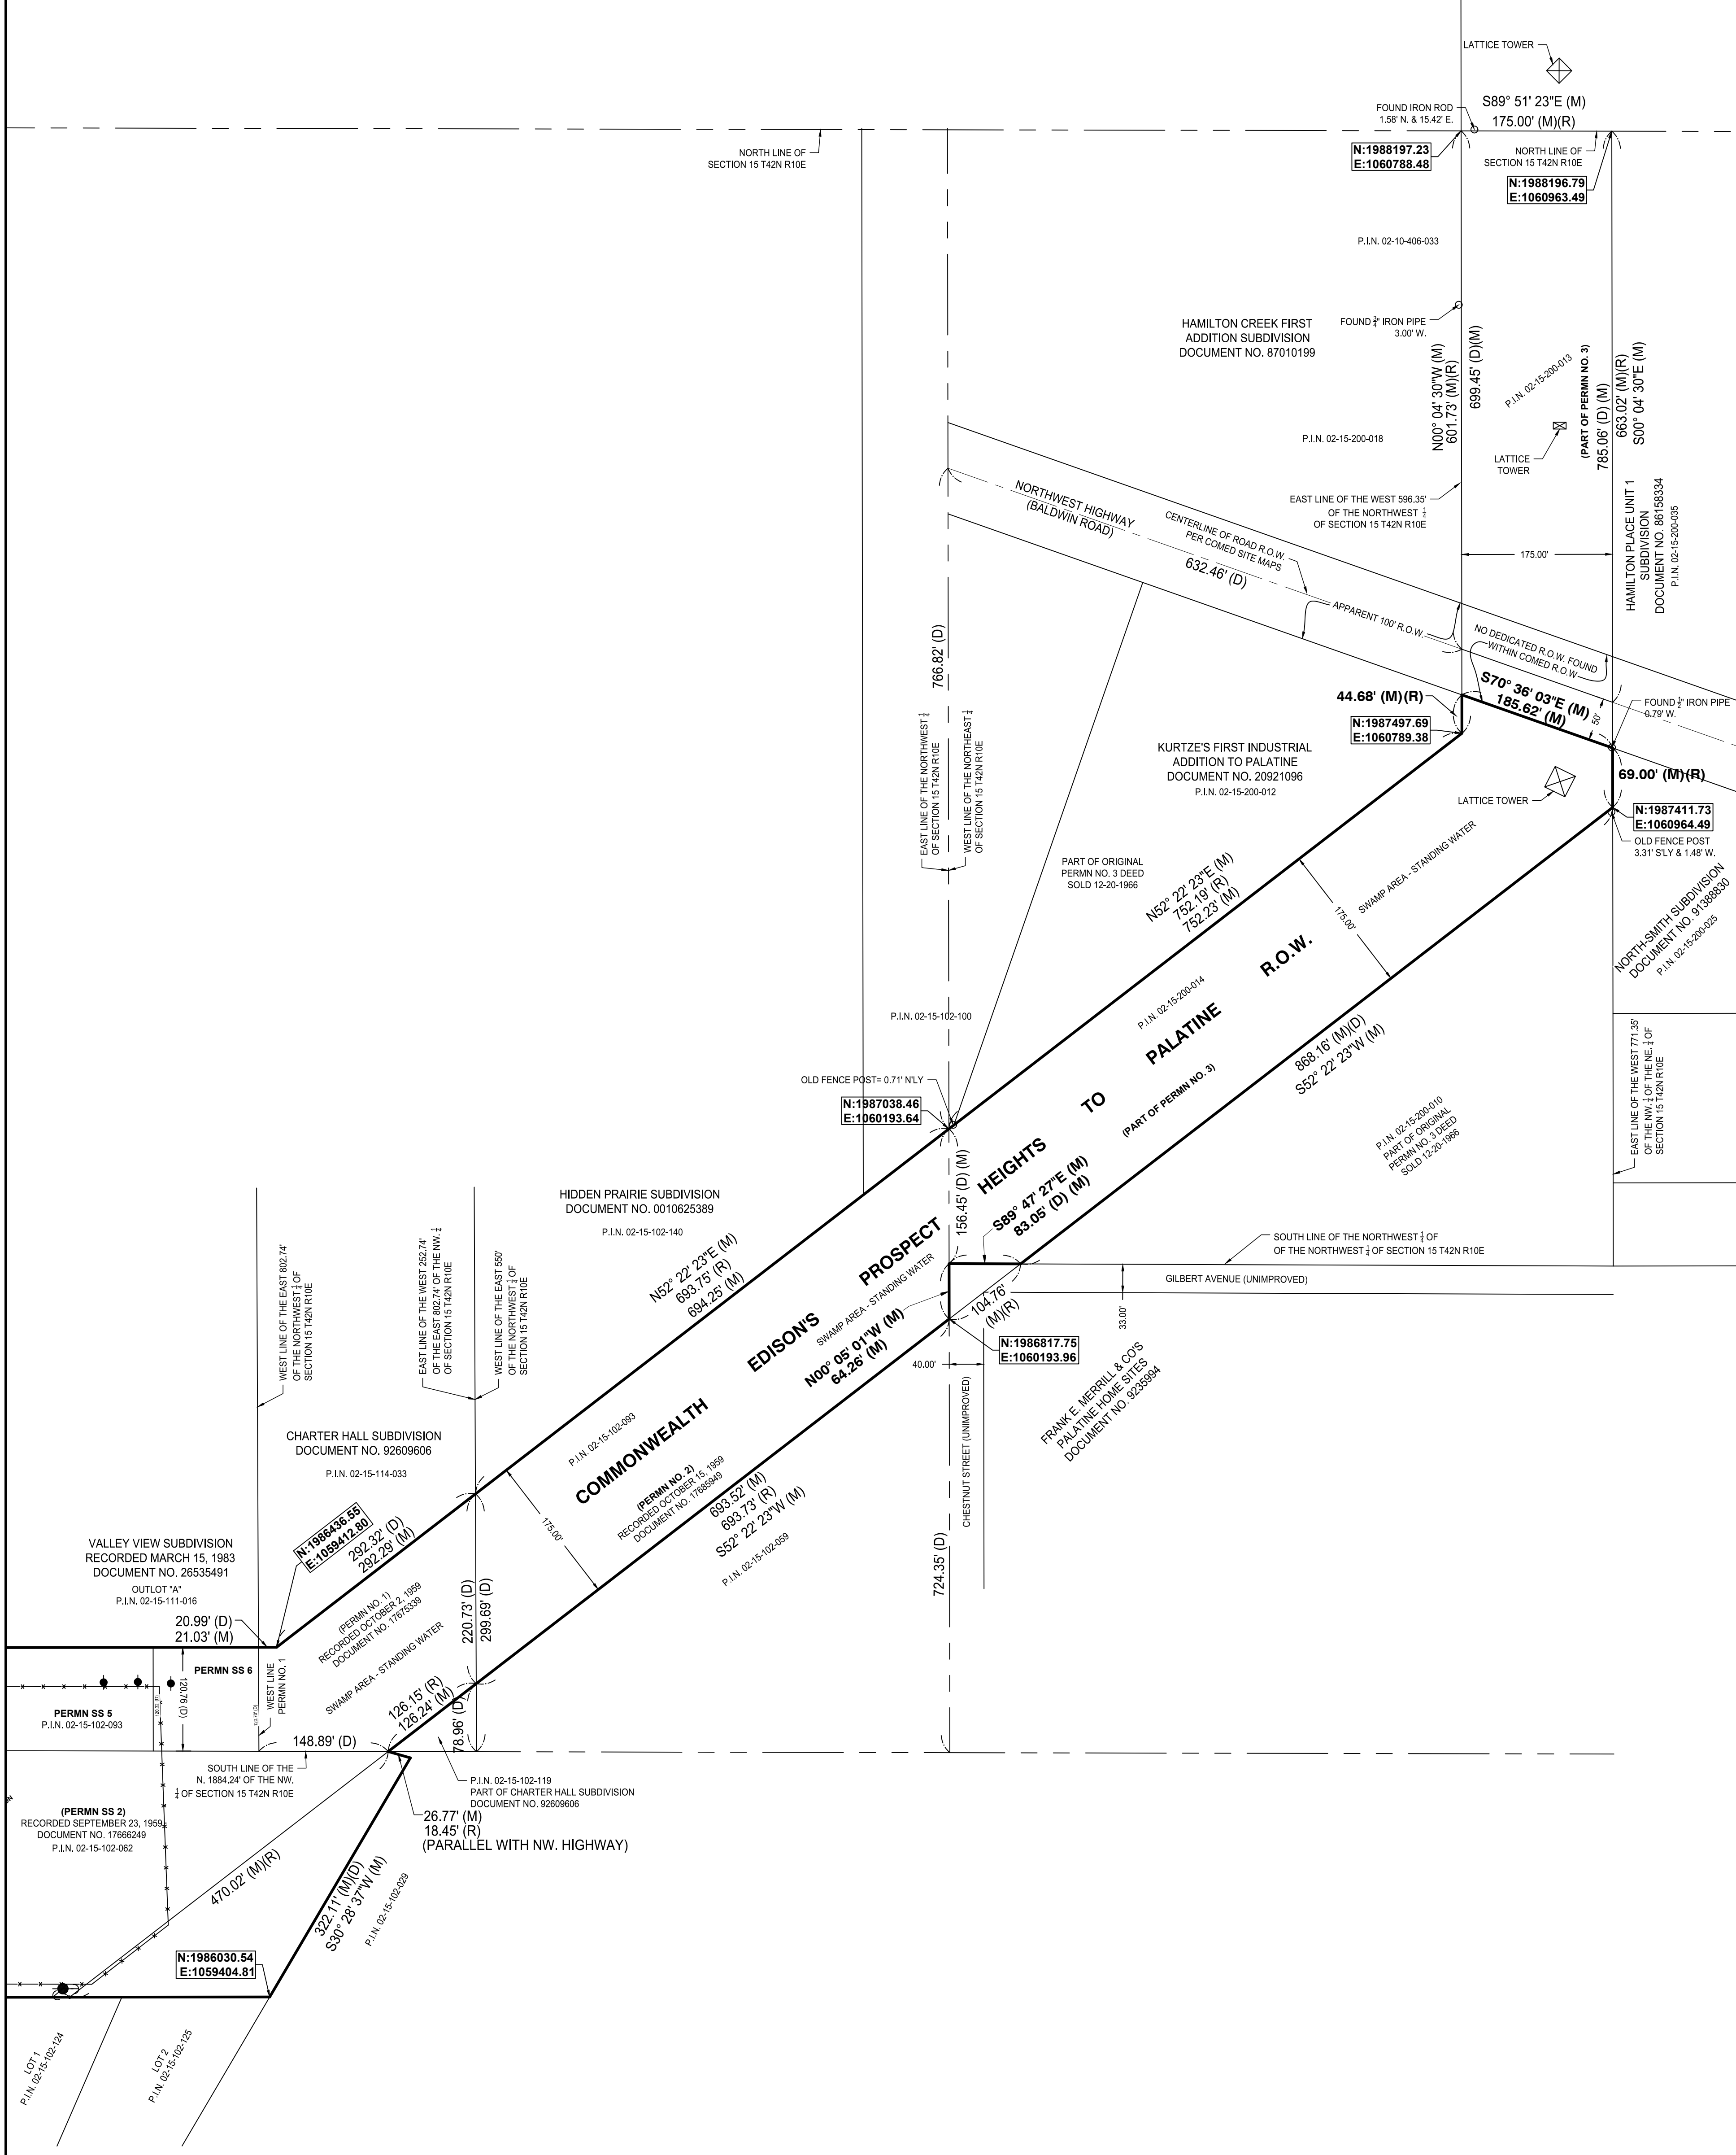 LATTICE TOWER
S89° 51' 23"E (M)
175.00' (M)(R)
FOUND IRON ROD
1.58' N. & 15.42' E.
N:1988197.23
E:1060788.48
NORTH LINE OF
SECTION 15 T42N R10E
NORTH LINE OF
SECTION 15 T42N R10E
N:1988196.79
E:1060963.49
P.I.N. 02-10-406-033
HAMILTON CREEK FIRST
ADDITION SUBDIVISION
DOCUMENT NO. 87010199
FOUND 3/4" IRON PIPE
3.00' W.
N00° 04' 30"W (M)
601.73' (M)(R)
699.45' (D)(M)
P.I.N. 02-15-200-013
(PART OF PERMN NO. 3)
785.06' (D) (M)
663.02' (M)(R)
S00° 04' 30"E (M)
P.I.N. 02-15-200-018
LATTICE
TOWER
EAST LINE OF THE WEST 596.35'
OF THE NORTHWEST 1/4
OF SECTION 15 T42N R10E
HAMILTON PLACE UNIT 1
SUBDIVISION
DOCUMENT NO. 86158334
P.I.N. 02-15-200-035
175.00'
NORTHWEST HIGHWAY
(BALDWIN ROAD)
CENTERLINE OF ROAD R.O.W.
PER COMED SITE MAPS
632.46' (D)
APPARENT 100' R.O.W.
NO DEDICATED R.O.W. FOUND
WITHIN COMED R.O.W
S70° 36' 03"E (M)
185.62' (M)
50'
FOUND 1/2" IRON PIPE
0.79' W.
44.68' (M)(R)
N:1987497.69
E:1060789.38
69.00' (M)(R)
N:1987411.73
E:1060964.49
OLD FENCE POST
3.31' S'LY & 1.48' W.
LATTICE TOWER
766.82' (D)
EAST LINE OF THE NORTHWEST 1/4
OF SECTION 15 T42N R10E
WEST LINE OF THE NORTHEAST 1/4
OF SECTION 15 T42N R10E
KURTZE'S FIRST INDUSTRIAL
ADDITION TO PALATINE
DOCUMENT NO. 20921096
P.I.N. 02-15-200-012
PART OF ORIGINAL
PERMN NO. 3 DEED
SOLD 12-20-1966
N52° 22' 23"E (M)
752.19' (R)
752.23' (M)
175.00'
SWAMP AREA - STANDING WATER
NORTH-SMITH SUBDIVISION
DOCUMENT NO. 91388830
P.I.N. 02-15-200-025
P.I.N. 02-15-102-100
P.I.N. 02-15-200-014
COMMONWEALTH EDISON'S PROSPECT HEIGHTS TO PALATINE R.O.W.
(PART OF PERMN NO. 3)
868.16' (M)(D)
S52° 22' 23"W (M)
P.I.N. 02-15-200-010
PART OF ORIGINAL
PERMN NO. 3 DEED
SOLD 12-20-1966
EAST LINE OF THE WEST 771.35'
OF THE NW. 1/4 OF THE NE. 1/4 OF
SECTION 15 T42N R10E
OLD FENCE POST= 0.71' N'LY
N:1987038.46
E:1060193.64
156.45' (D) (M)
S89° 47' 27"E (M)
83.05' (D) (M)
SOUTH LINE OF THE NORTHWEST 1/4 OF
OF THE NORTHWEST 1/4 OF SECTION 15 T42N R10E
GILBERT AVENUE (UNIMPROVED)
33.00'
HIDDEN PRAIRIE SUBDIVISION
DOCUMENT NO. 0010625389
P.I.N. 02-15-102-140
N52° 22' 23"E (M)
693.75' (R)
694.25' (M)
SWAMP AREA - STANDING WATER
N00° 05' 01"W (M)
64.26' (M)
104.76'
(M)(R)
N:1986817.75
E:1060193.96
40.00'
CHESTNUT STREET (UNIMPROVED)
FRANK E. MERRILL & CO'S
PALATINE HOME SITES
DOCUMENT NO. 9235994
WEST LINE OF THE EAST 802.74'
OF THE NORTHWEST 1/4 OF
SECTION 15 T42N R10E
EAST LINE OF THE WEST 252.74'
OF THE EAST 802.74' OF THE NW. 1/4
OF SECTION 15 T42N R10E
WEST LINE OF THE EAST 550'
OF THE NORTHWEST 1/4 OF
SECTION 15 T42N R10E
CHARTER HALL SUBDIVISION
DOCUMENT NO. 92609606
P.I.N. 02-15-114-033
P.I.N. 02-15-102-093
(PERMN NO. 2)
RECORDED OCTOBER 15, 1959
DOCUMENT NO. 17685949
693.52' (M)
693.73' (R)
S52° 22' 23"W (M)
P.I.N. 02-15-102-059
175.00'
724.35' (D)
N:1986436.55
E:1059412.80
292.32' (D)
292.29' (M)
VALLEY VIEW SUBDIVISION
RECORDED MARCH 15, 1983
DOCUMENT NO. 26535491
OUTLOT "A"
P.I.N. 02-15-111-016
20.99' (D)
21.03' (M)
(PERMN NO. 1)
RECORDED OCTOBER 2, 1959
DOCUMENT NO. 17675339
SWAMP AREA - STANDING WATER
220.73' (D)
299.69' (D)
PERMN SS 6
120.76 (D)
WEST LINE
PERMN NO. 1
PERMN SS 5
P.I.N. 02-15-102-093
126.15' (R)
126.24' (M)
78.96' (D)
148.89' (D)
SOUTH LINE OF THE
N. 1884.24' OF THE NW.
1/4 OF SECTION 15 T42N R10E
P.I.N. 02-15-102-119
PART OF CHARTER HALL SUBDIVISION
DOCUMENT NO. 92609606
26.77' (M)
18.45' (R)
(PARALLEL WITH NW. HIGHWAY)
(PERMN SS 2)
RECORDED SEPTEMBER 23, 1959
DOCUMENT NO. 17666249
P.I.N. 02-15-102-062
470.02' (M)(R)
322.11' (M)(D)
S30° 28' 37"W (M)
P.I.N. 02-15-102-029
N:1986030.54
E:1059404.81
LOT 1
P.I.N. 02-15-102-124
LOT 2
P.I.N. 02-15-102-125